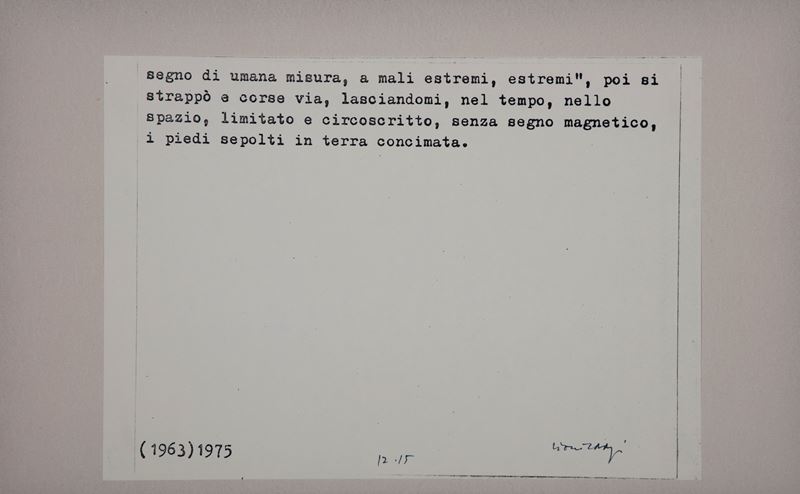 segno di umana misura, a mali estremi, estremi", poi si
strappò e corse via, lasciandomi, nel tempo, nello
spazio, limitato e circoscritto, senza segno magnetico,
i piedi sepolti in terra concimata.
(1963)1975
12.15